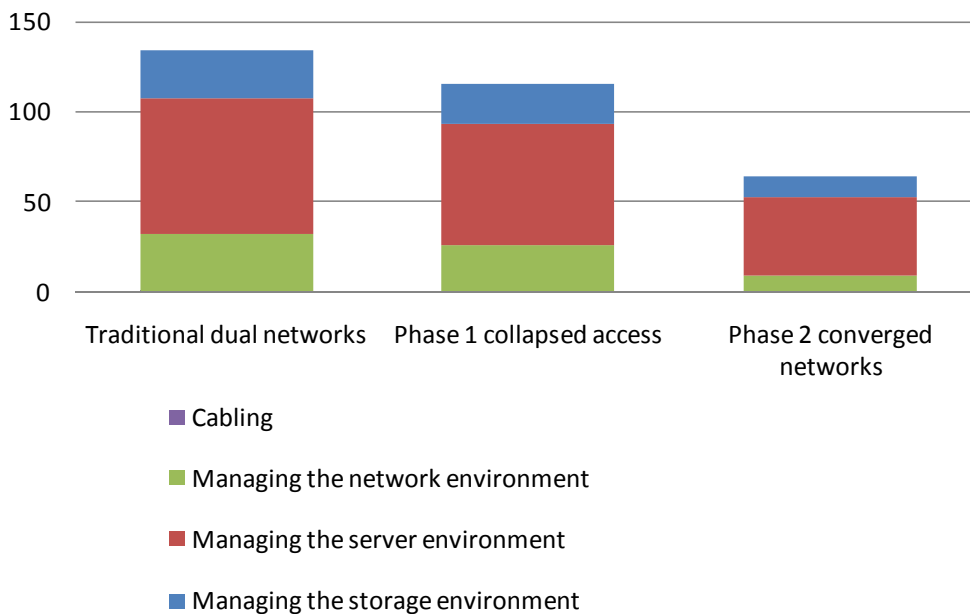 150
100
50
0
Traditional dual networks
Phase 1 collapsed access
Phase 2 converged
networks
Cabling
Managing the network environment
Managing the server environment
Managing the storage environment